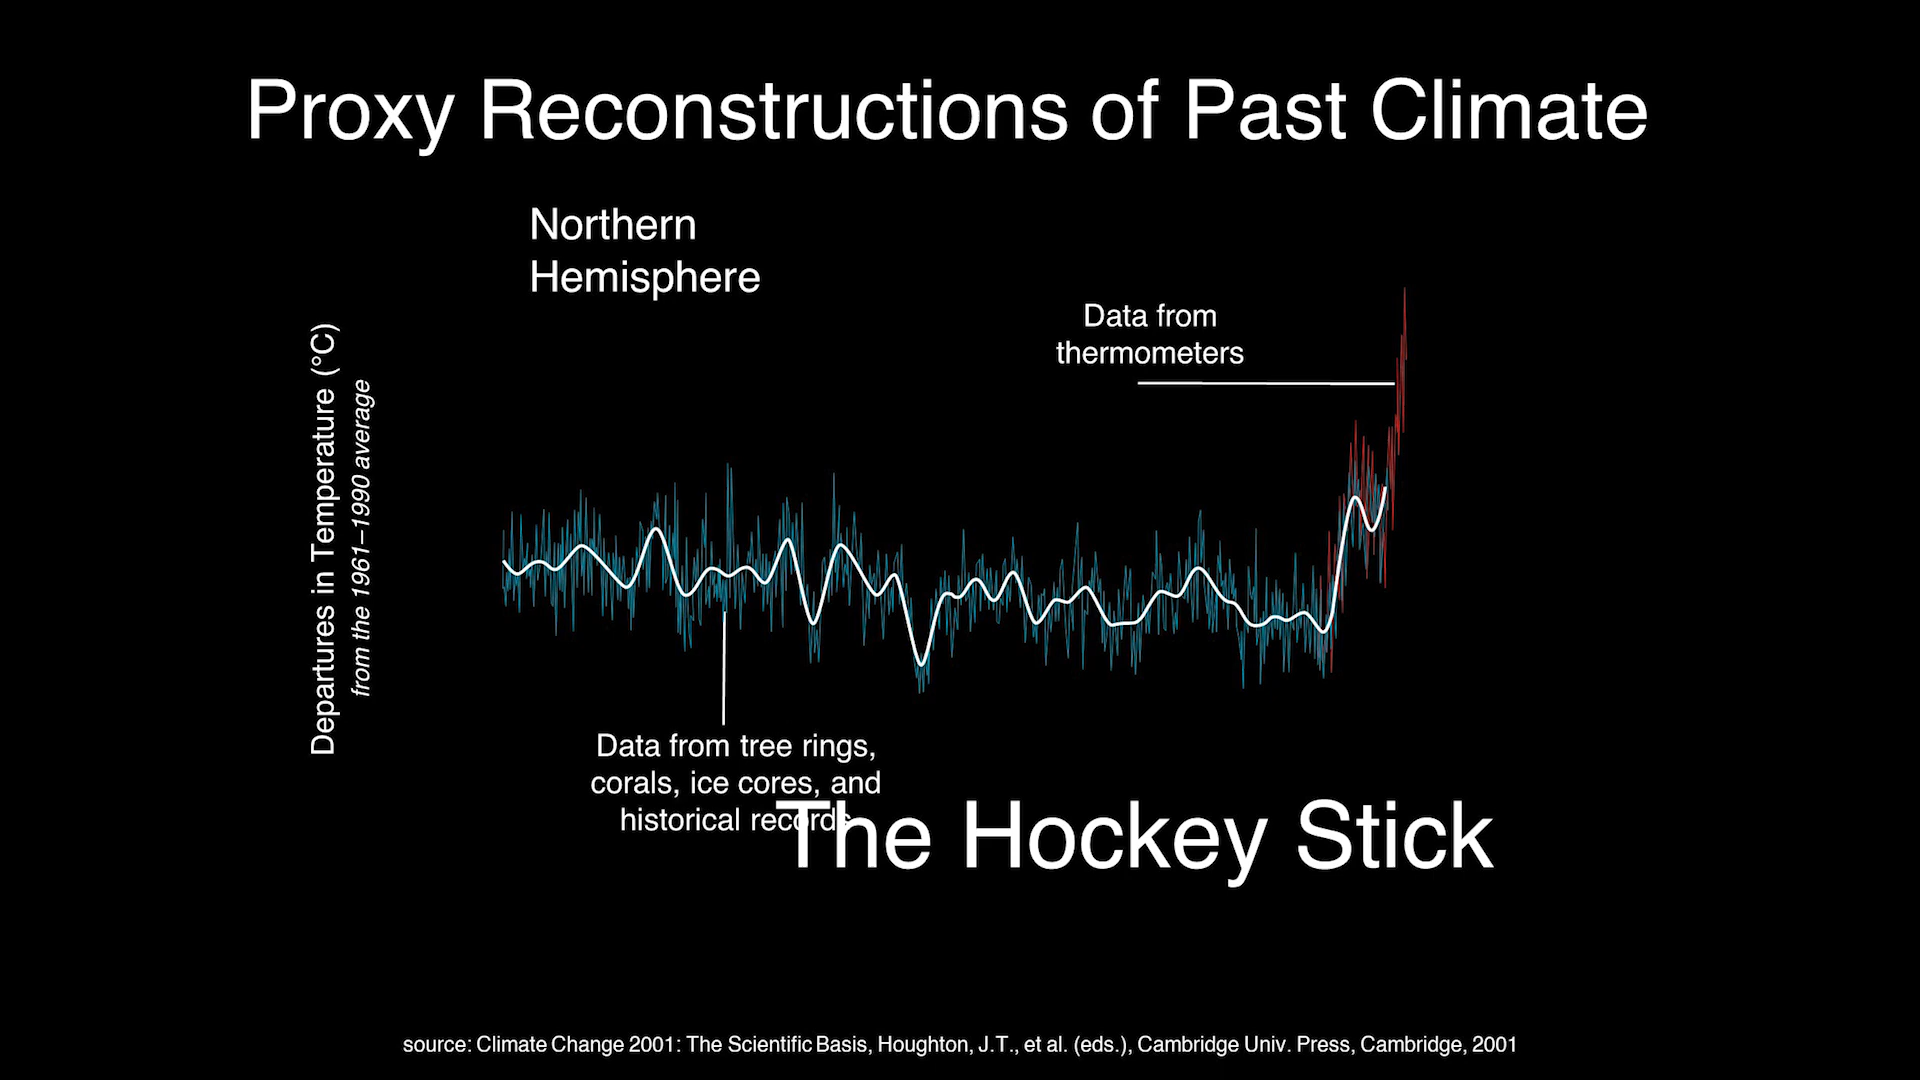 Proxy Reconstructions of Past Climate
Northern
Hemisphere
Data from
thermometers
Departures in Temperature (°C)
from the 1961–1990 average
Data from tree rings,
corals, ice cores, and
historical records
The Hockey Stick
source: Climate Change 2001: The Scientific Basis, Houghton, J.T., et al. (eds.), Cambridge Univ. Press, Cambridge, 2001